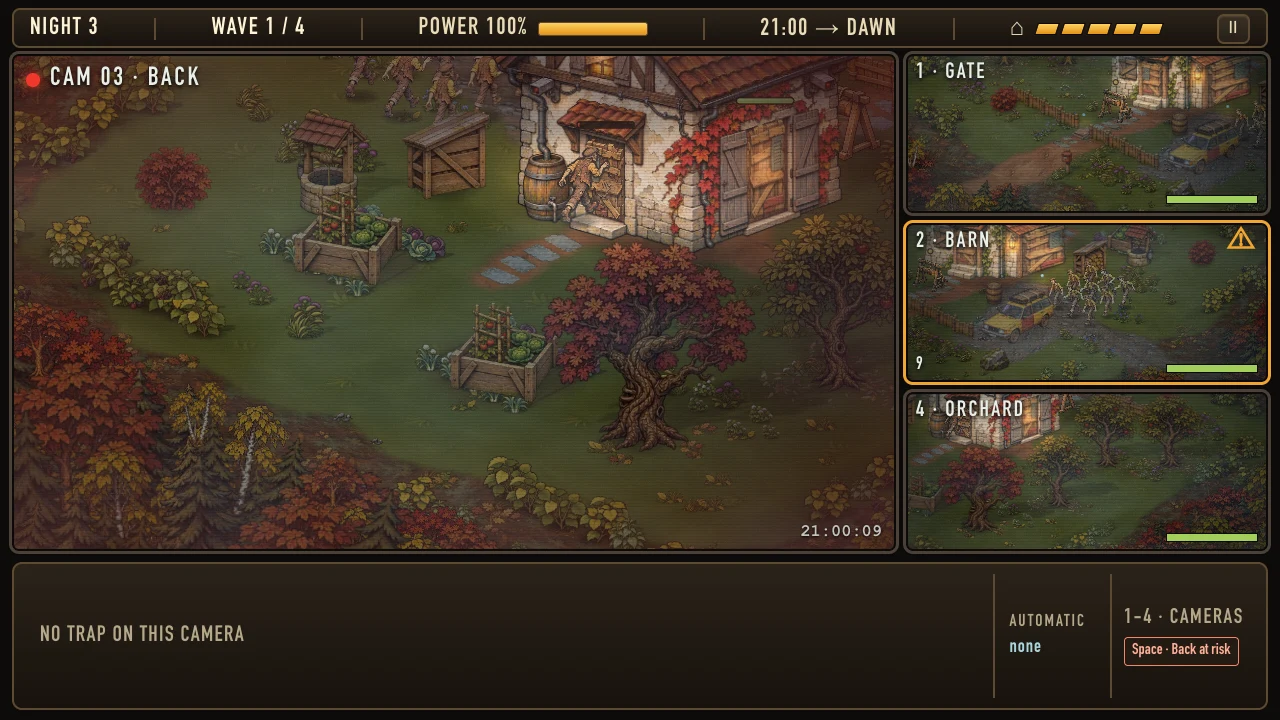 NIGHT 3
WAVE 1 / 4
POWER 100%
21:00 → DAWN
CAM 03 · BACK
21:00:09
1 · GATE
2 · BARN
9
4 · ORCHARD
NO TRAP ON THIS CAMERA
AUTOMATIC
none
1–4 · CAMERAS
Space · Back at risk